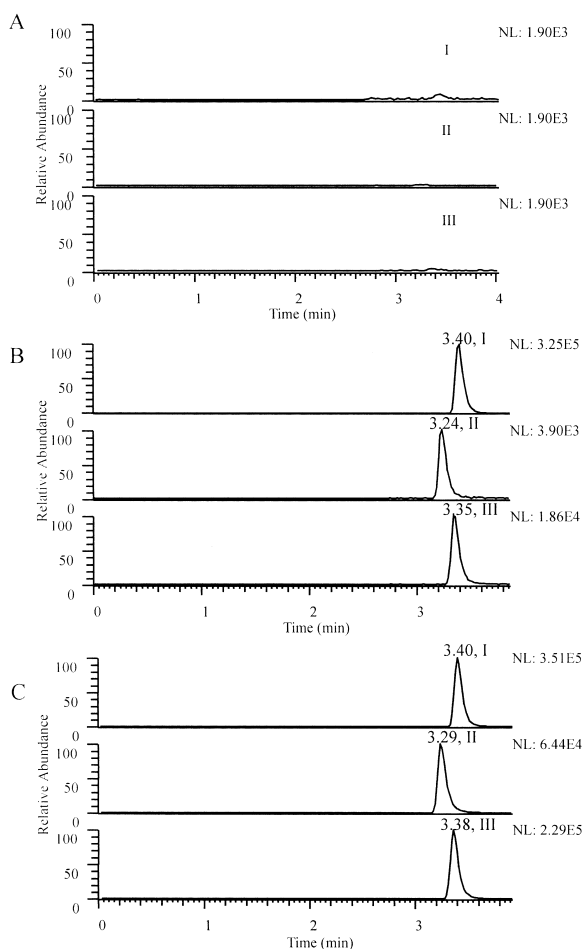 A
NL: 1.90E3
100
I
50
0
NL: 1.90E3
100
II
50
0
NL: 1.90E3
100
III
50
0
Relative Abundance
0 1 2 3 4
Time (min)
B
3.40, I
NL: 3.25E5
100
50
0
3.24, II
NL: 3.90E3
100
50
0
3.35, III
NL: 1.86E4
100
50
0
Relative Abundance
0 1 2 3
Time (min)
C
3.40, I
NL: 3.51E5
100
50
0
3.29, II
NL: 6.44E4
100
50
0
3.38, III
NL: 2.29E5
100
50
0
Relative Abundance
0 1 2 3
Time (min)